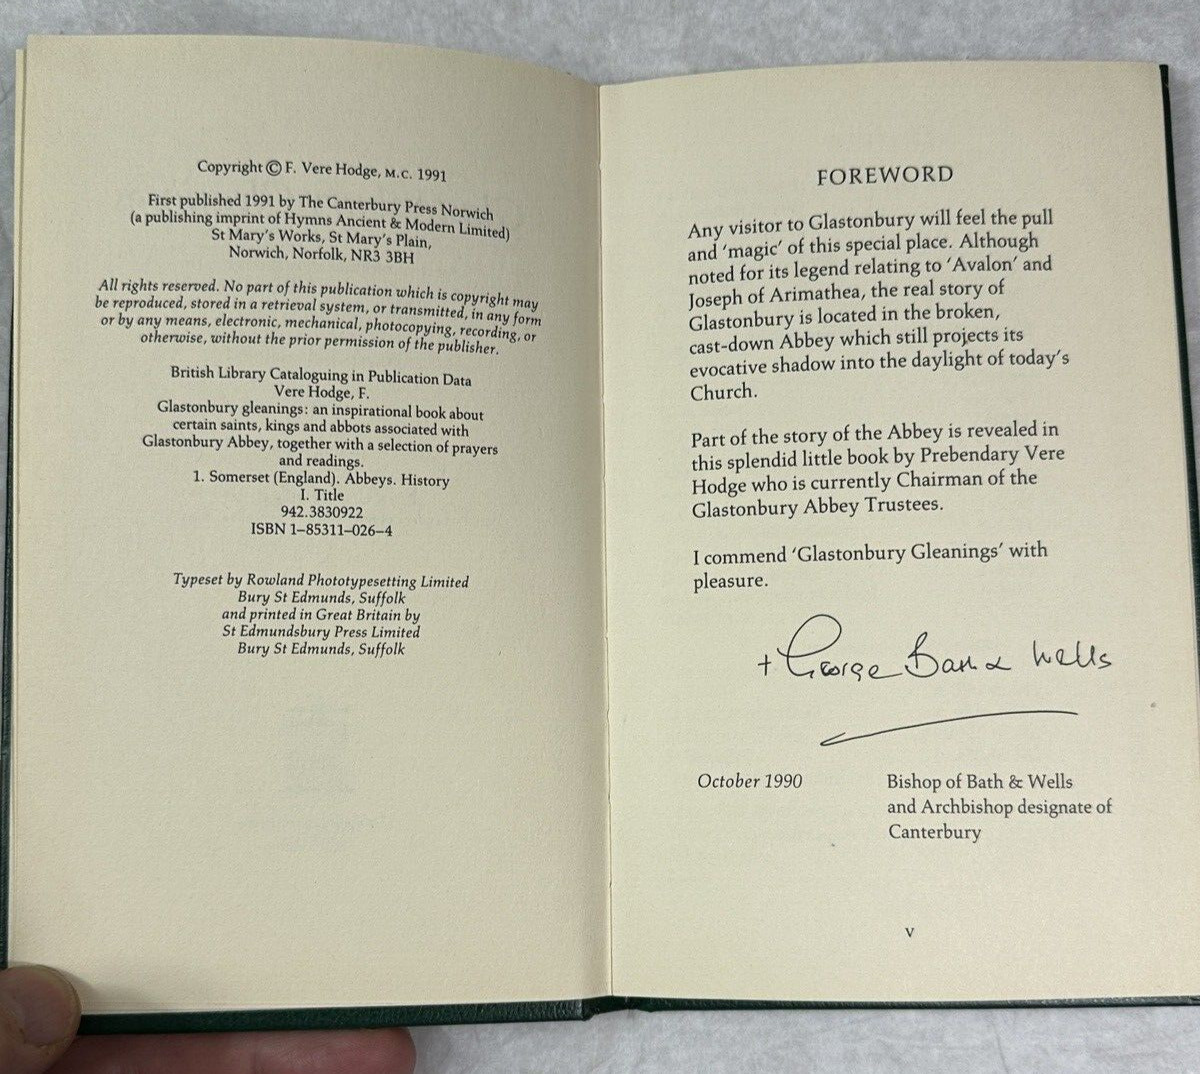 Copyright © F. Vere Hodge, M.C. 1991
First published 1991 by The Canterbury Press Norwich
(a publishing imprint of Hymns Ancient & Modern Limited)
St Mary's Works, St Mary's Plain,
Norwich, Norfolk, NR3 3BH
All rights reserved. No part of this publication which is copyright may
be reproduced, stored in a retrieval system, or transmitted, in any form
or by any means, electronic, mechanical, photocopying, recording, or
otherwise, without the prior permission of the publisher.
British Library Cataloguing in Publication Data
Vere Hodge, F.
Glastonbury gleanings: an inspirational book about
certain saints, kings and abbots associated with
Glastonbury Abbey, together with a selection of prayers
and readings.
1. Somerset (England). Abbeys. History
I. Title
942.3830922
ISBN 1–85311–026–4
Typeset by Rowland Phototypesetting Limited
Bury St Edmunds, Suffolk
and printed in Great Britain by
St Edmundsbury Press Limited
Bury St Edmunds, Suffolk
FOREWORD
Any visitor to Glastonbury will feel the pull
and 'magic' of this special place. Although
noted for its legend relating to 'Avalon' and
Joseph of Arimathea, the real story of
Glastonbury is located in the broken,
cast-down Abbey which still projects its
evocative shadow into the daylight of today's
Church.
Part of the story of the Abbey is revealed in
this splendid little book by Prebendary Vere
Hodge who is currently Chairman of the
Glastonbury Abbey Trustees.
I commend 'Glastonbury Gleanings' with
pleasure.
+ George Bath & Wells
October 1990
Bishop of Bath & Wells
and Archbishop designate of
Canterbury
v